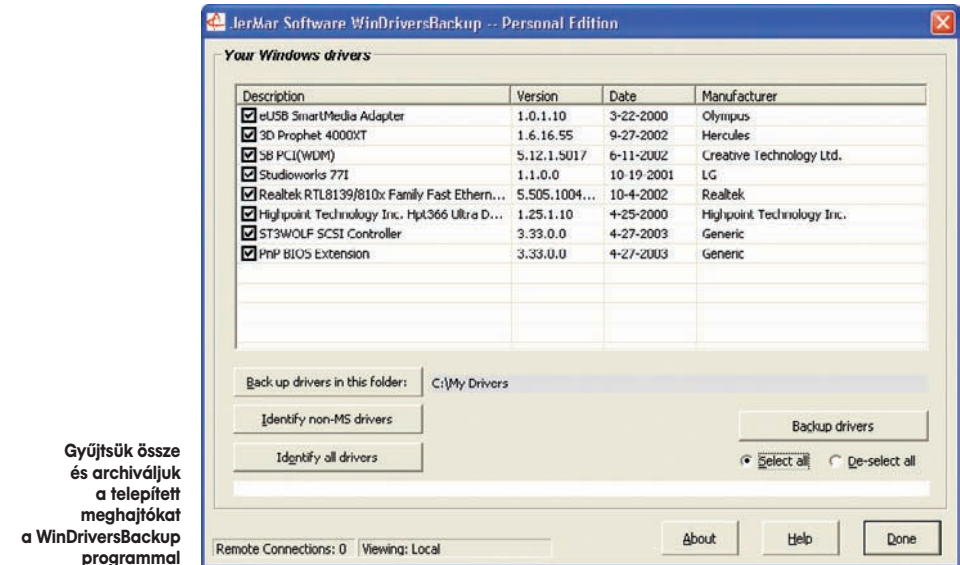 JerMar Software WinDriversBackup -- Personal Edition
Your Windows drivers
Description Version Date Manufacturer
eUSB SmartMedia Adapter 1.0.1.10 3-22-2000 Olympus
3D Prophet 4000XT 1.6.16.55 9-27-2002 Hercules
SB PCI(WDM) 5.12.1.5017 6-11-2002 Creative Technology Ltd.
Studioworks 77I 1.1.0.0 10-19-2001 LG
Realtek RTL8139/810x Family Fast Ethern... 5.505.1004... 10-4-2002 Realtek
Highpoint Technology Inc. Hpt366 Ultra D... 1.25.1.10 4-25-2000 Highpoint Technology Inc.
ST3WOLF SCSI Controller 3.33.0.0 4-27-2003 Generic
PnP BIOS Extension 3.33.0.0 4-27-2003 Generic
Back up drivers in this folder: C:\My Drivers
Identify non-MS drivers
Backup drivers
Identify all drivers
Select all De-select all
About Help Done
Remote Connections: 0 Viewing: Local
Gyűjtsük össze
és archiváljuk
a telepített
meghajtókat
a WinDriversBackup
programmal